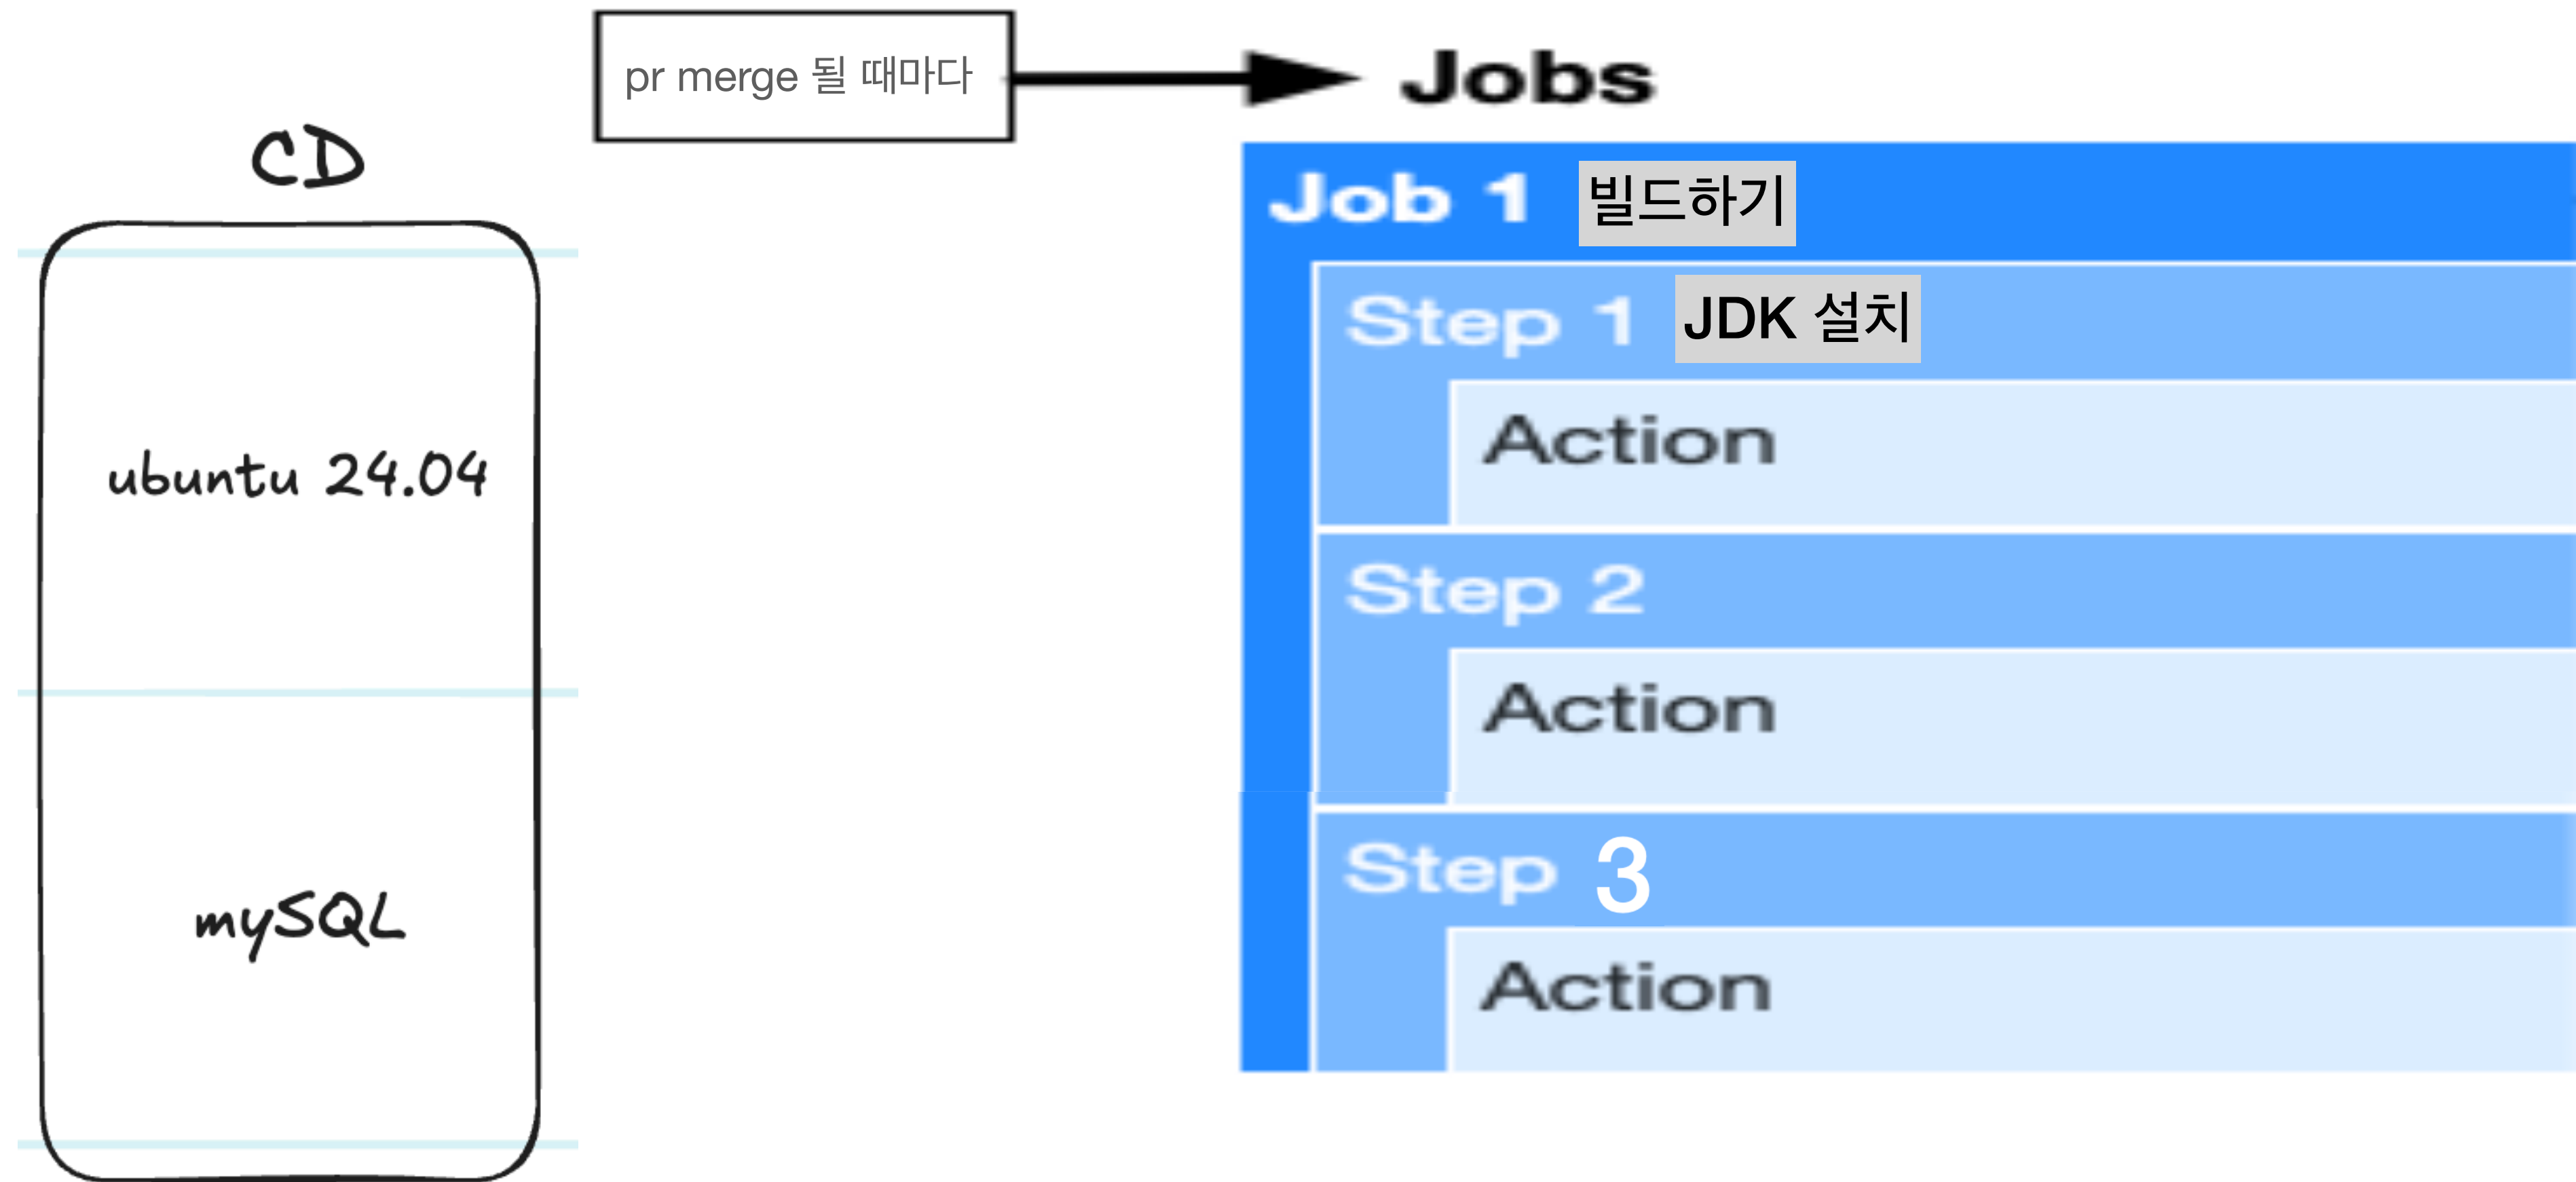 CD
ubuntu 24.04
mySQL
pr merge 될 때마다
Jobs
Job 1 빌드하기
Step 1 JDK 설치
Action
Step 2
Action
Step 3
Action